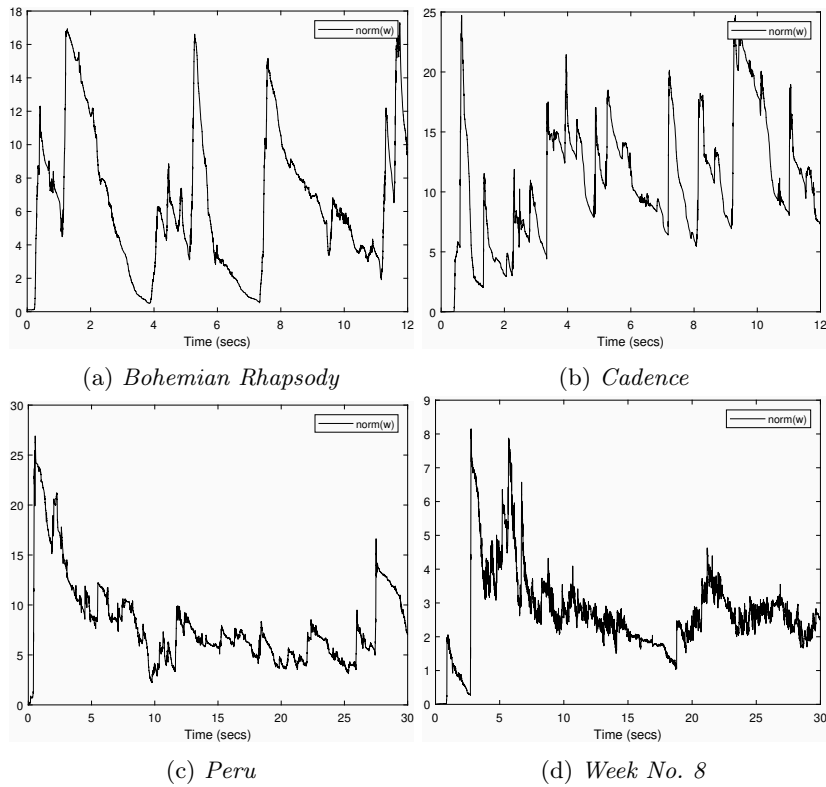 norm(w)
18
16
14
12
10
8
6
4
2
0
0 2 4 6 8 10 12
Time (secs)
(a) Bohemian Rhapsody
norm(w)
25
20
15
10
5
0
0 2 4 6 8 10 12
Time (secs)
(b) Cadence
norm(w)
30
25
20
15
10
5
0
0 5 10 15 20 25 30
Time (secs)
(c) Peru
norm(w)
9
8
7
6
5
4
3
2
1
0
0 5 10 15 20 25 30
Time (secs)
(d) Week No. 8